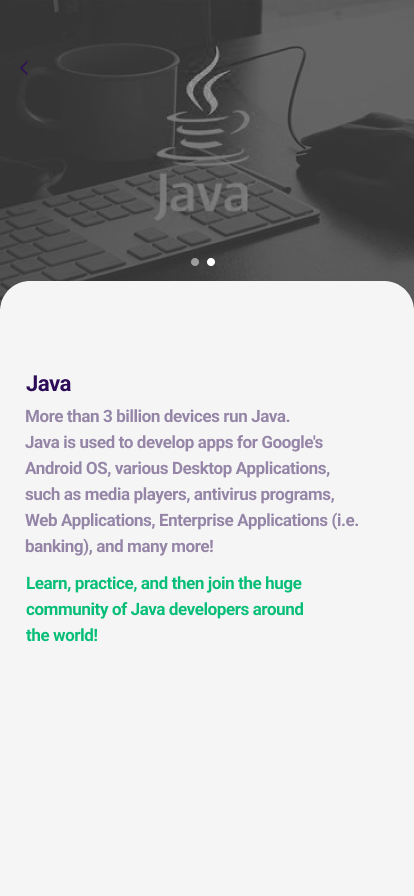 Java
Java
More than 3 billion devices run Java.
Java is used to develop apps for Google's
Android OS, various Desktop Applications,
such as media players, antivirus programs,
Web Applications, Enterprise Applications (i.e.
banking), and many more!
Learn, practice, and then join the huge
community of Java developers around
the world!